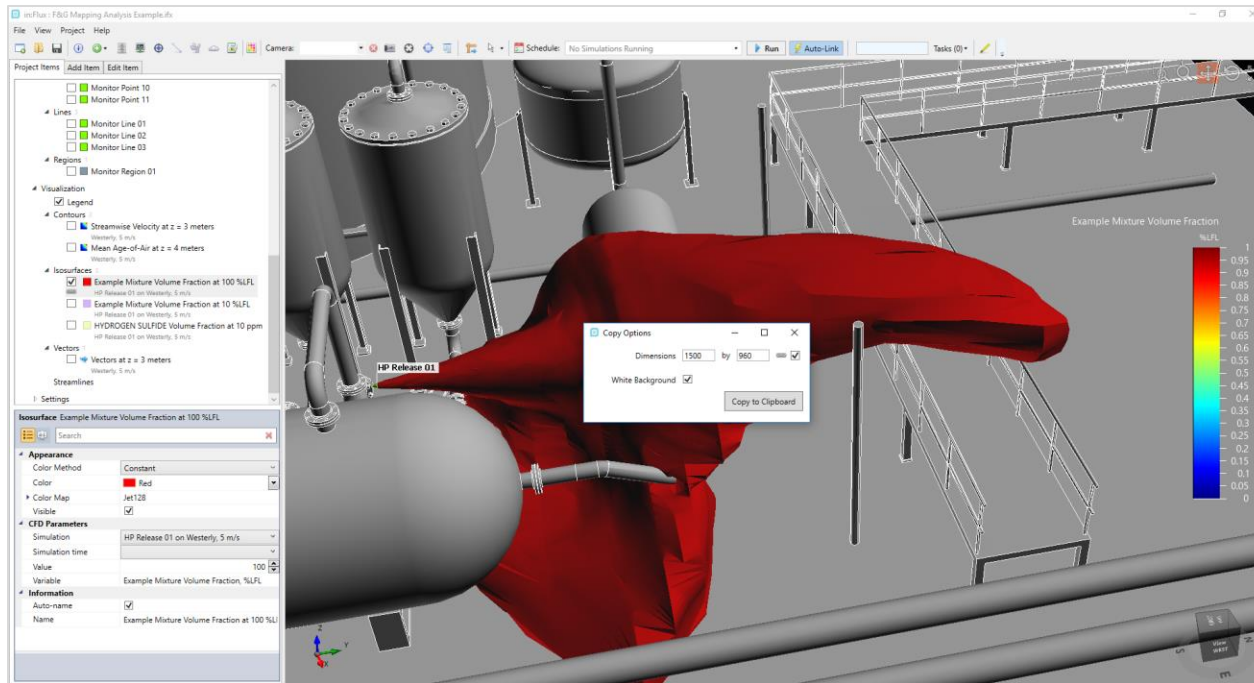 in:Flux : F&G Mapping Analysis Example.ifx
File View Project Help
Camera: Schedule: No Simulations Running Run Auto-Link Tasks (0)
Project Items Add Item Edit Item
Monitor Point 10
Monitor Point 11
Lines
Monitor Line 01
Monitor Line 02
Monitor Line 03
Regions
Monitor Region 01
Visualization
Legend
Contours
Streamwise Velocity at z = 3 meters
Westerly, 5 m/s
Mean Age-of-Air at z = 4 meters
Westerly, 5 m/s
Isosurfaces
Example Mixture Volume Fraction at 100 %LFL
HP Release 01 on Westerly, 5 m/s
Example Mixture Volume Fraction at 10 %LFL
HP Release 01 on Westerly, 5 m/s
HYDROGEN SULFIDE Volume Fraction at 10 ppm
HP Release 01 on Westerly, 5 m/s
Vectors
Vectors at z = 3 meters
Westerly, 5 m/s
Streamlines
Settings
Isosurface Example Mixture Volume Fraction at 100 %LFL
Search
Appearance
Color Method Constant
Color Red
Color Map Jet128
Visible
CFD Parameters
Simulation HP Release 01 on Westerly, 5 m/s
Simulation time
Value 100
Variable Example Mixture Volume Fraction, %LFL
Information
Auto-name
Name Example Mixture Volume Fraction at 100 %LI
HP Release 01
Copy Options
Dimensions 1500 by 960
White Background
Copy to Clipboard
Example Mixture Volume Fraction
%LFL
1
0.95
0.9
0.85
0.8
0.75
0.7
0.65
0.6
0.55
0.5
0.45
0.4
0.35
0.3
0.25
0.2
0.15
0.1
0.05
0
Z
Y
X
View
WEST
S
N
E